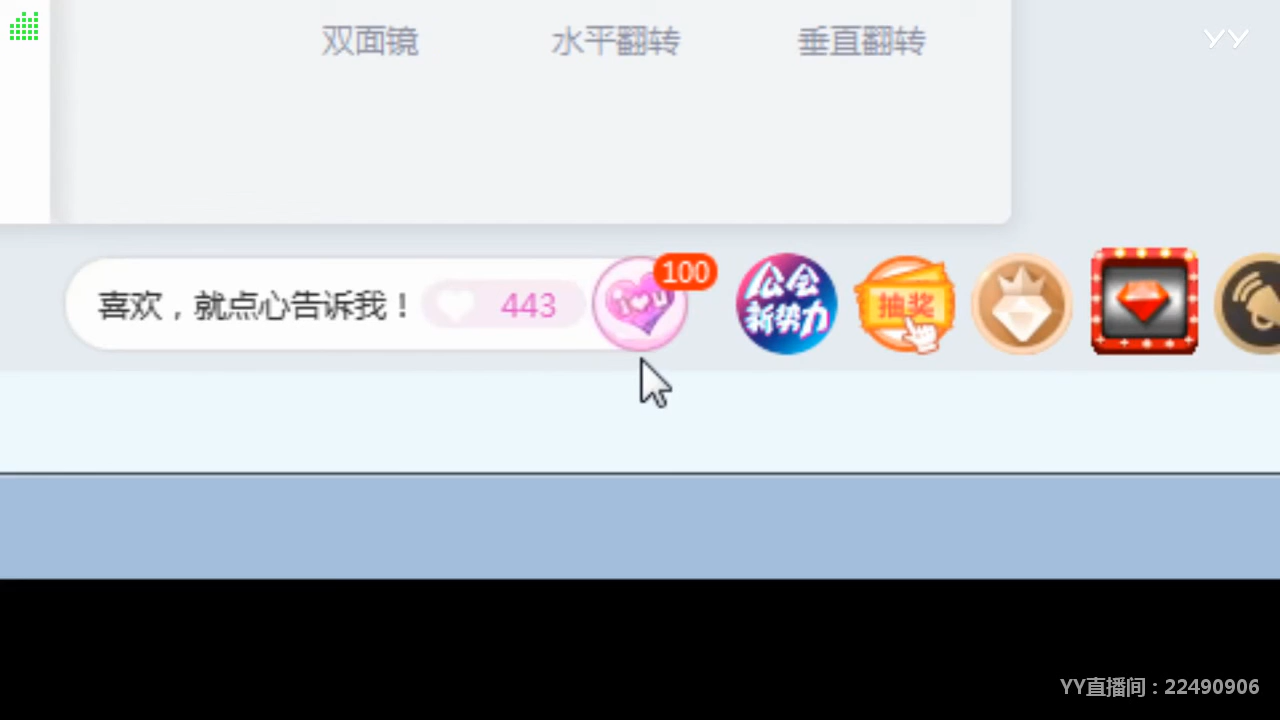 双面镜
水平翻转
垂直翻转
YY
喜欢，就点心告诉我！
443
I U
100
公会
新势力
抽奖
YY直播间：22490906